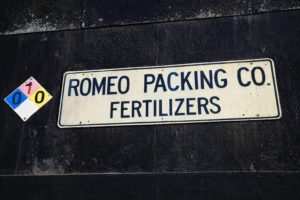 ROMEO PACKING CO.
FERTILIZERS
1
0 0